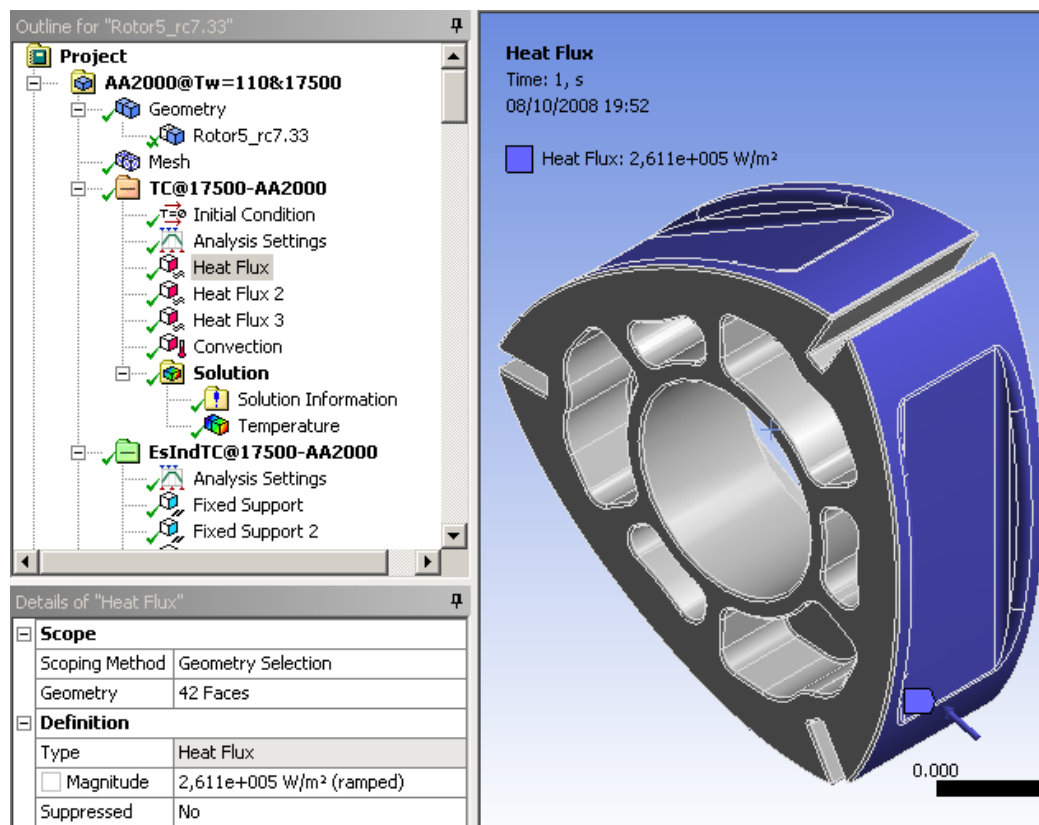 Outline for "Rotor5_rc7.33"
Project
AA2000@Tw=110&17500
Geometry
Rotor5_rc7.33
Mesh
TC@17500-AA2000
Initial Condition
Analysis Settings
Heat Flux
Heat Flux 2
Heat Flux 3
Convection
Solution
Solution Information
Temperature
EsIndTC@17500-AA2000
Analysis Settings
Fixed Support
Fixed Support 2
Details of "Heat Flux"
Scope
Scoping Method Geometry Selection
Geometry 42 Faces
Definition
Type Heat Flux
Magnitude 2,611e+005 W/m² (ramped)
Suppressed No
Heat Flux
Time: 1, s
08/10/2008 19:52
Heat Flux: 2,611e+005 W/m²
0.000